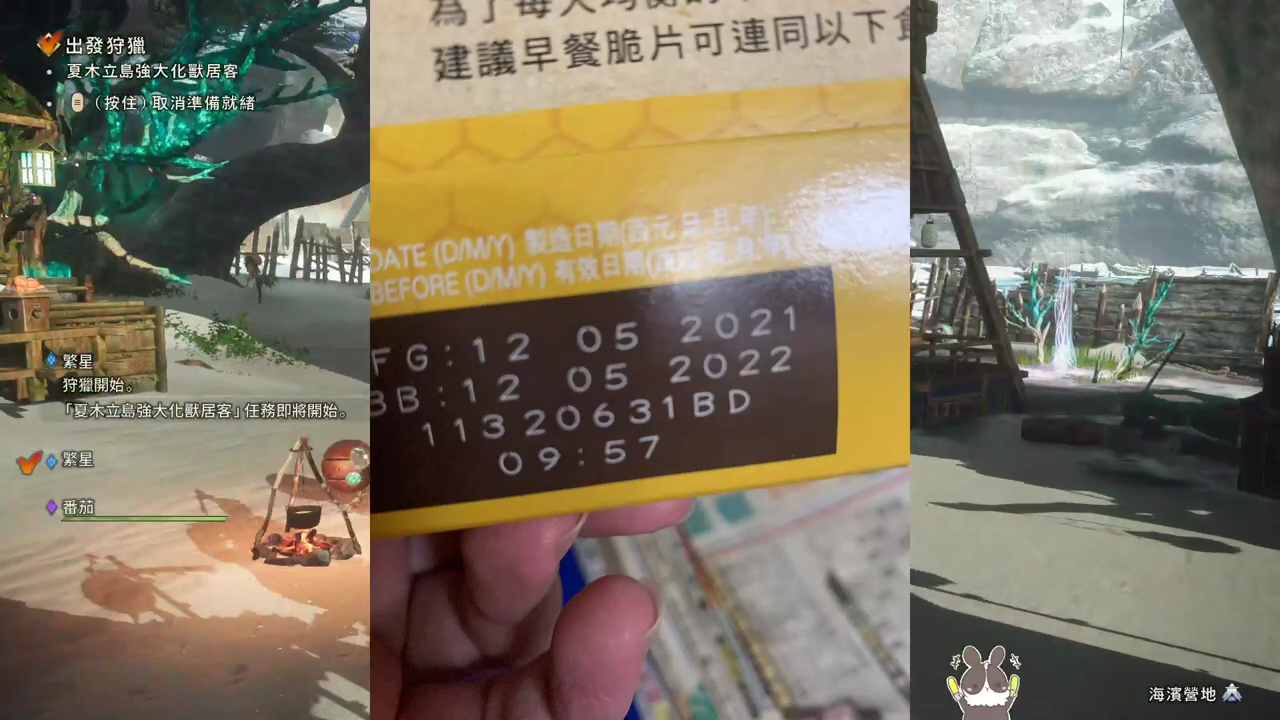 出發狩獵
夏木立島強大化獸居客
（按住）取消準備就緒
繁星
狩獵開始。
「夏木立島強大化獸居客」任務即將開始。
繁星
番茄
建議早餐脆片可連同以下
DATE (D/M/Y) 製造日期(西元 日.月.年)
BEFORE (D/M/Y) 有效日期(
FG:12 05 2021
BB:12 05 2022
11320631BD
09:57
海濱營地